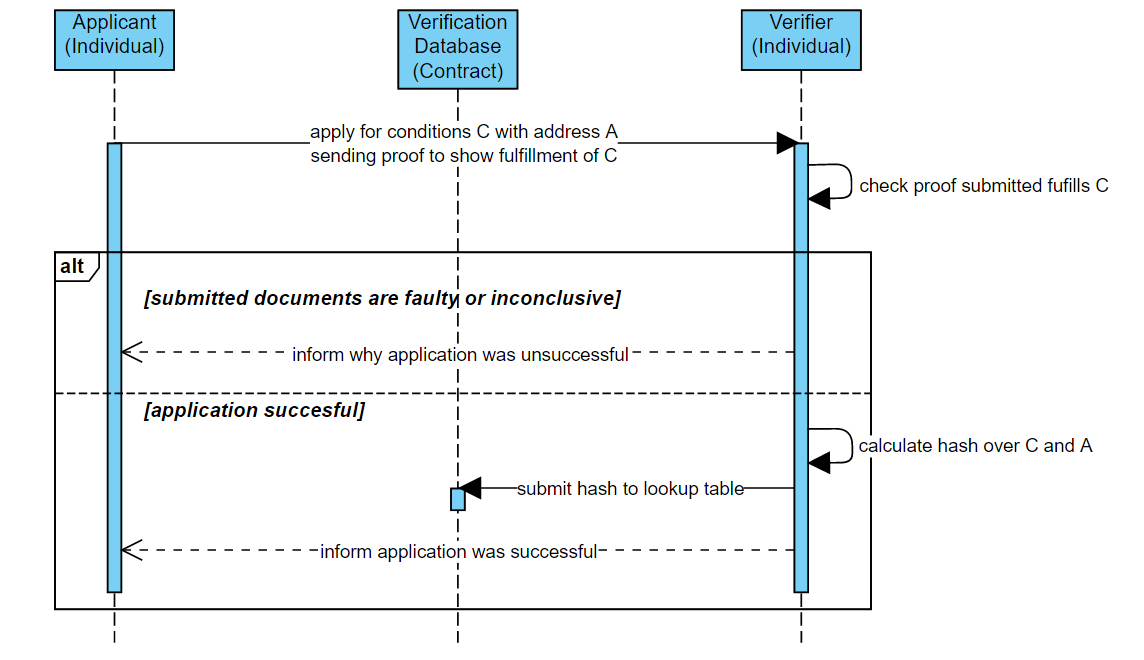 Applicant
(Individual)
Verification
Database
(Contract)
Verifier
(Individual)
apply for conditions C with address A
sending proof to show fulfillment of C
check proof submitted fufills C
alt
[submitted documents are faulty or inconclusive]
inform why application was unsuccessful
[application succesful]
calculate hash over C and A
submit hash to lookup table
inform application was successful